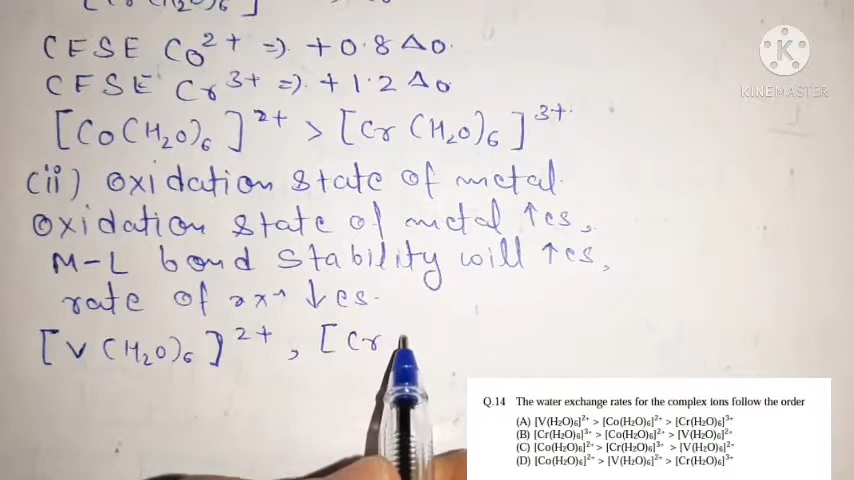 CFSE Co2+ => +0.8 Δo.
CFSE Cr3+ => +1.2 Δo
KINEMASTER
[Co(H2O)6]2+ > [Cr(H2O)6]3+
(ii) oxidation state of metal.
oxidation state of metal ↑es,
M-L bond stability will ↑es,
rate of rxn ↓es.
[V(H2O)6]2+, [Cr
Q.14 The water exchange rates for the complex ions follow the order
(A) [V(H2O)6]2+ > [Co(H2O)6]2+ > [Cr(H2O)6]3+
(B) [Cr(H2O)6]3+ > [Co(H2O)6]2+ > [V(H2O)6]2+
(C) [Co(H2O)6]2+ > [Cr(H2O)6]3+ > [V(H2O)6]2+
(D) [Co(H2O)6]2+ > [V(H2O)6]2+ > [Cr(H2O)6]3+